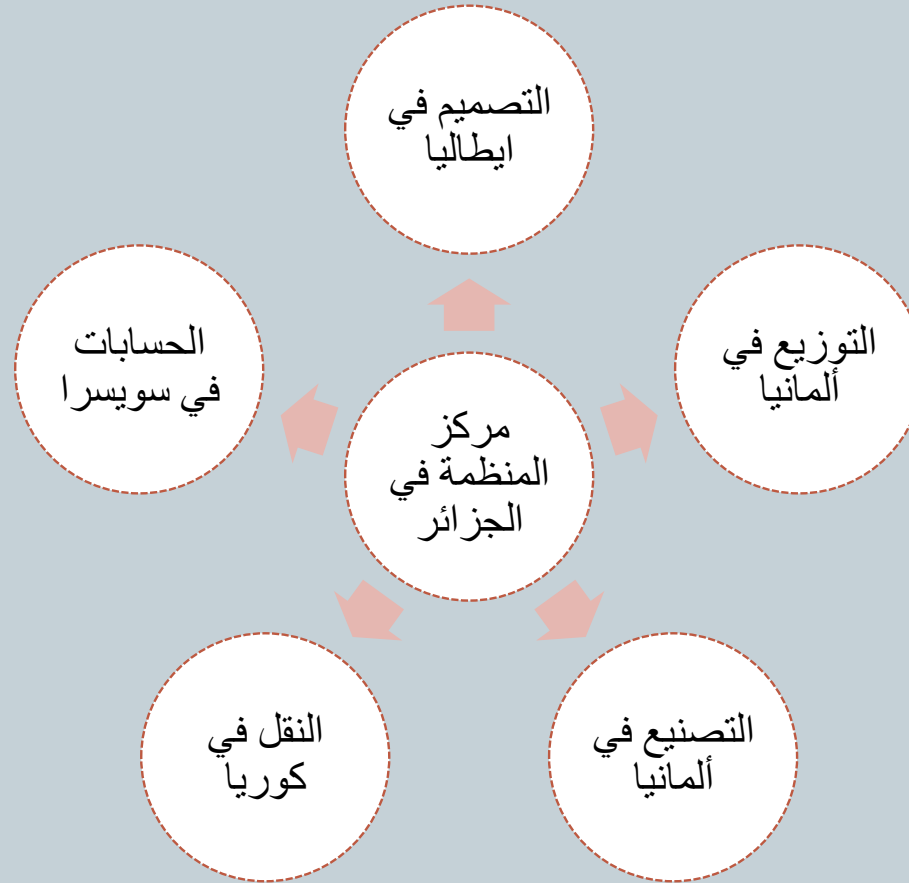 التصميم في
ايطاليا
التوزيع في
ألمانيا
الحسابات
في سويسرا
مركز
المنظمة في
الجزائر
التصنيع في
ألمانيا
النقل في
كوريا